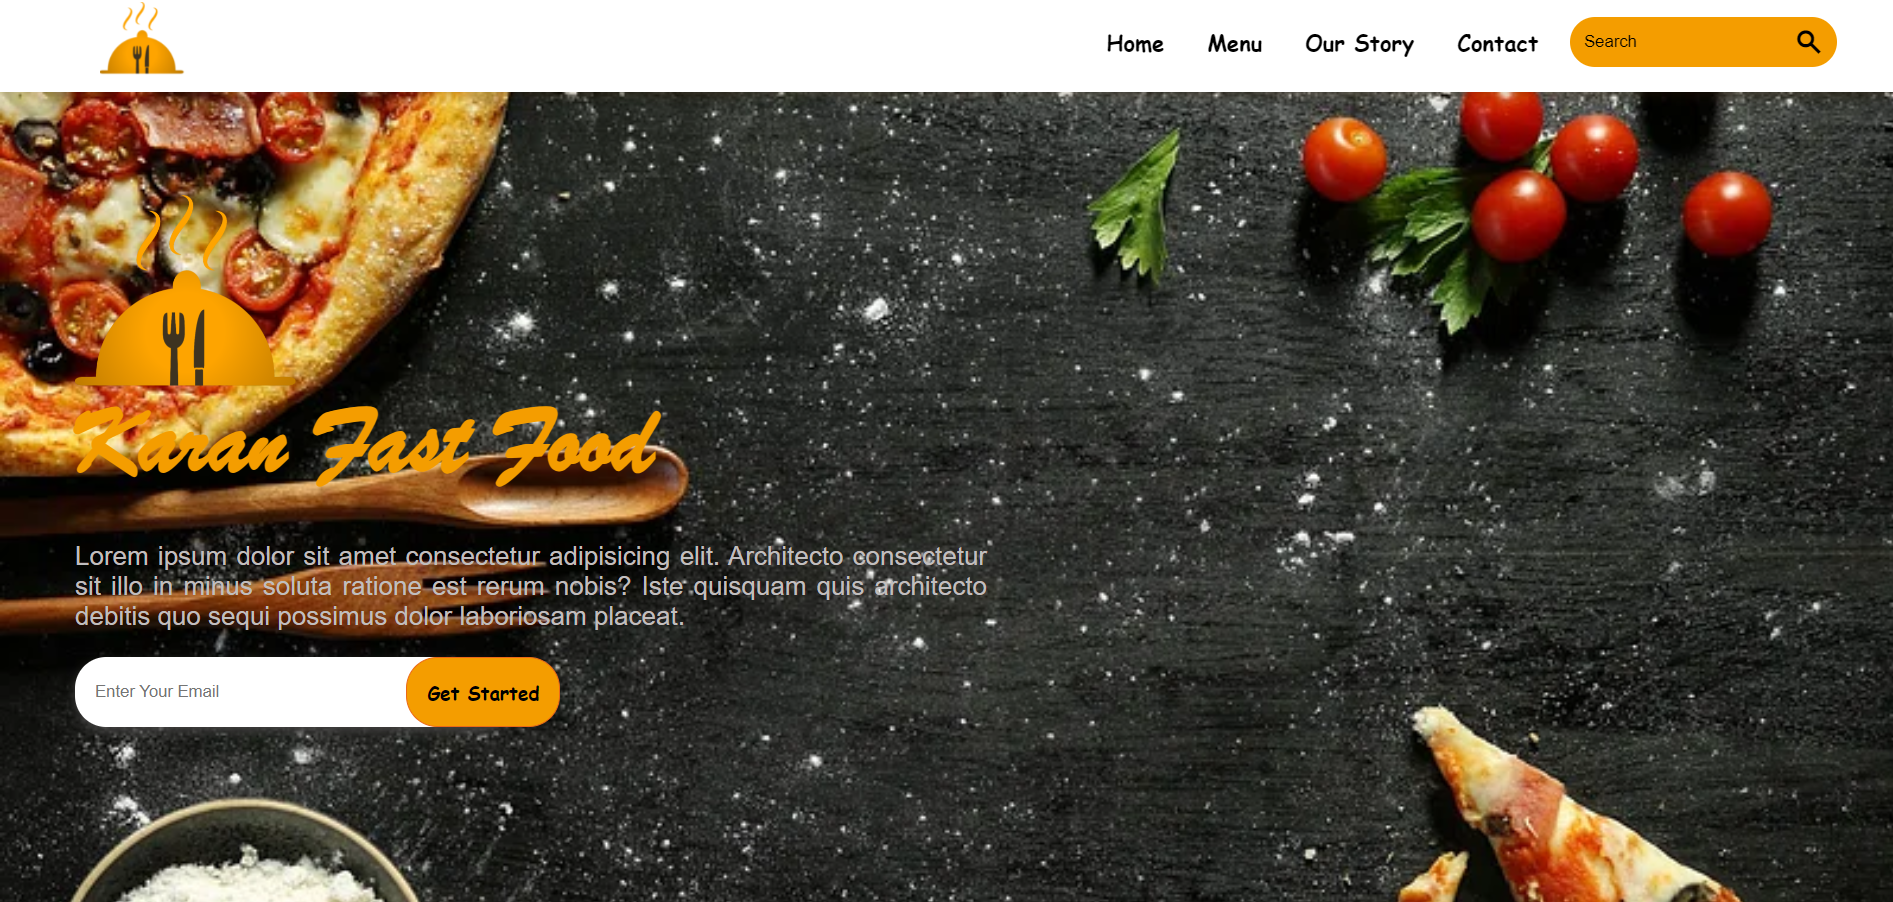 Home Menu Our Story Contact Search
Karan Fast Food
Lorem ipsum dolor sit amet consectetur adipisicing elit. Architecto consectetur
sit illo in minus soluta ratione est rerum nobis? Iste quisquam quis architecto
debitis quo sequi possimus dolor laboriosam placeat.
Enter Your Email Get Started